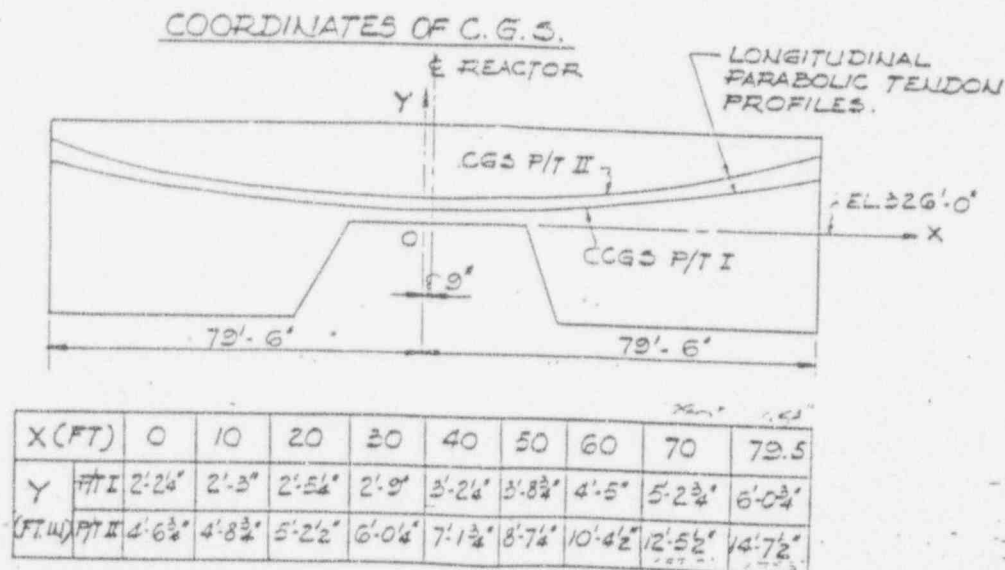 COORDINATES OF C.G.S.
℄ REACTOR
LONGITUDINAL
PARABOLIC TENDON
PROFILES.
Y
CGS P/T II
EL.326'-0"
X
O
CCGS P/T I
9"
79'-6" 79'-6"
X (FT) 0 10 20 30 40 50 60 70 79.5
Y P/T I 2'-2¼" 2'-3" 2'-5¼" 2'-9" 3'-2¼" 3'-8¾" 4'-5" 5'-2¾" 6'-0¾"
(FT.IN) P/T II 4'-6¾" 4'-8¾" 5'-2½" 6'-0¼" 7'-1¾" 8'-7¼" 10'-4½" 12'-5½" 14'-7½"